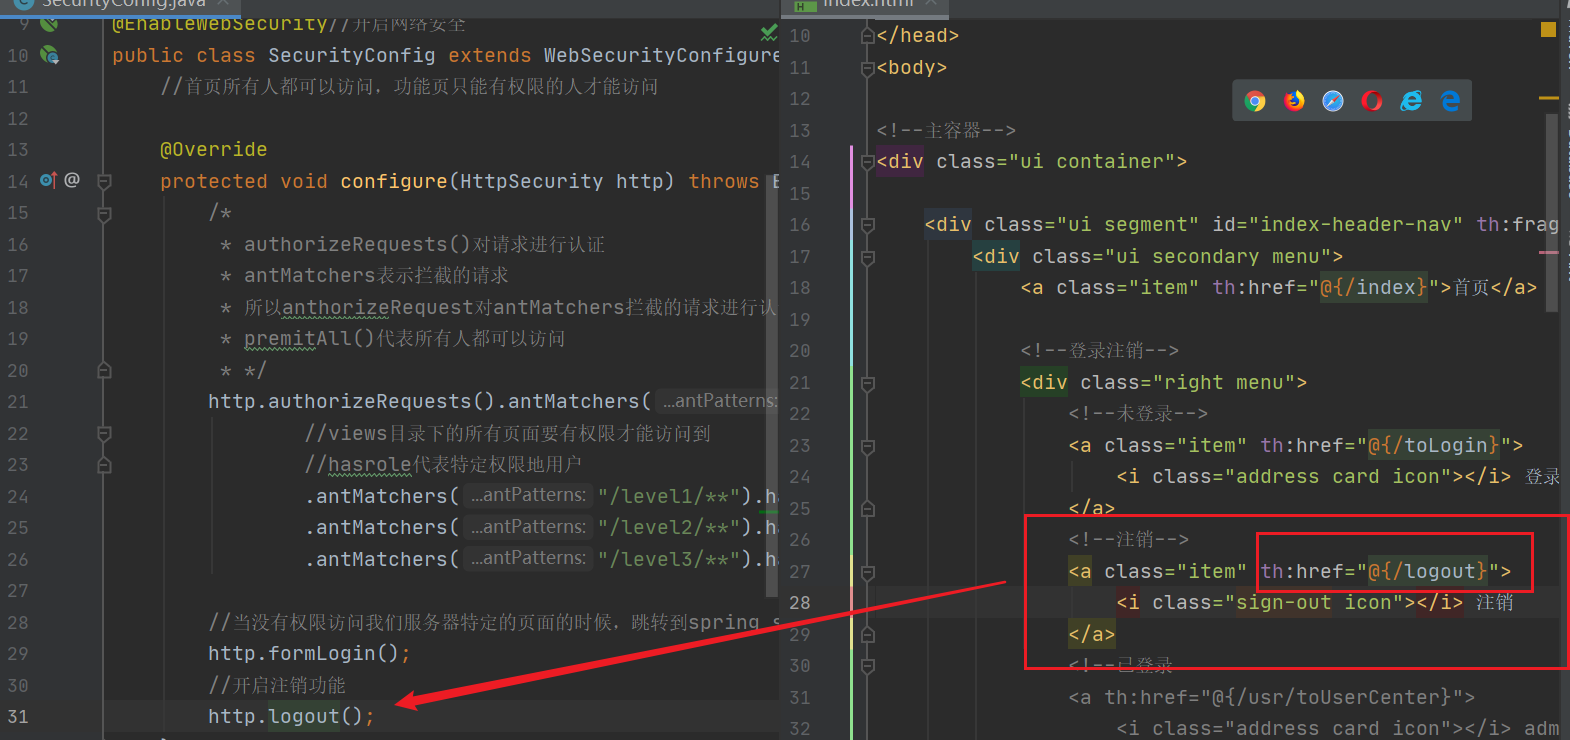 SecurityConfig.java
9 @EnableWebSecurity//开启网络安全
10 public class SecurityConfig extends WebSecurityConfigure
11 //首页所有人都可以访问，功能页只能有权限的人才能访问
12
13 @Override
14 @ protected void configure(HttpSecurity http) throws E
15 /*
16 * authorizeRequests()对请求进行认证
17 * antMatchers表示拦截的请求
18 * 所以anthorizeRequest对antMatchers拦截的请求进行认
19 * premitAll()代表所有人都可以访问
20 * */
21 http.authorizeRequests().antMatchers( ...antPatterns:
22 //views目录下的所有页面要有权限才能访问到
23 //hasrole代表特定权限地用户
24 .antMatchers( ...antPatterns: "/level1/**").ha
25 .antMatchers( ...antPatterns: "/level2/**").ha
26 .antMatchers( ...antPatterns: "/level3/**").ha
27
28 //当没有权限访问我们服务器特定的页面的时候，跳转到spring s
29 http.formLogin();
30 //开启注销功能
31 http.logout();
index.html
10 </head>
11 <body>
12
13 <!--主容器-->
14 <div class="ui container">
15
16 <div class="ui segment" id="index-header-nav" th:frag
17 <div class="ui secondary menu">
18 <a class="item" th:href="@{/index}">首页</a>
19
20 <!--登录注销-->
21 <div class="right menu">
22 <!--未登录-->
23 <a class="item" th:href="@{/toLogin}">
24 <i class="address card icon"></i> 登录
25 </a>
26 <!--注销-->
27 <a class="item" th:href="@{/logout}">
28 <i class="sign-out icon"></i> 注销
29 </a>
30 <!--已登录
31 <a th:href="@{/usr/toUserCenter}">
32 <i class="address card icon"></i> adm